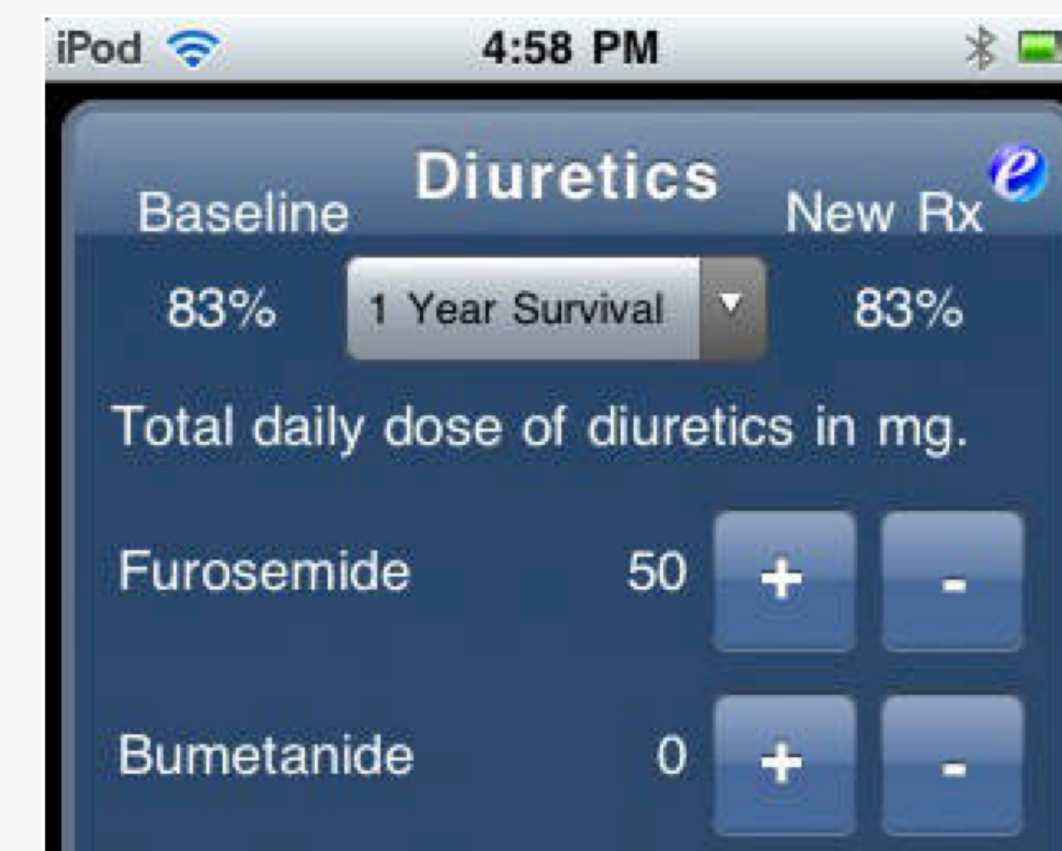 iPod 4:58 PM
Diuretics
Baseline New Rx
83% 1 Year Survival 83%
Total daily dose of diuretics in mg.
Furosemide 50 + -
Bumetanide 0 + -